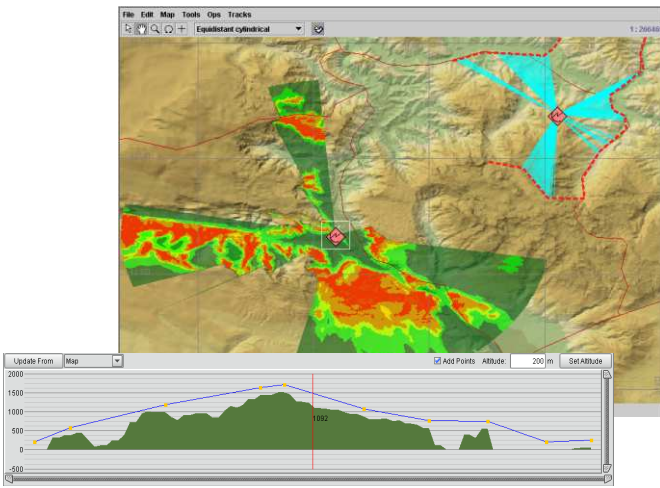 File Edit Map Tools Ops Tracks
Equidistant cylindrical
Update From Map Add Points Altitude: 200 m Set Altitude
2000
1500
1000
1092
500
0
-500